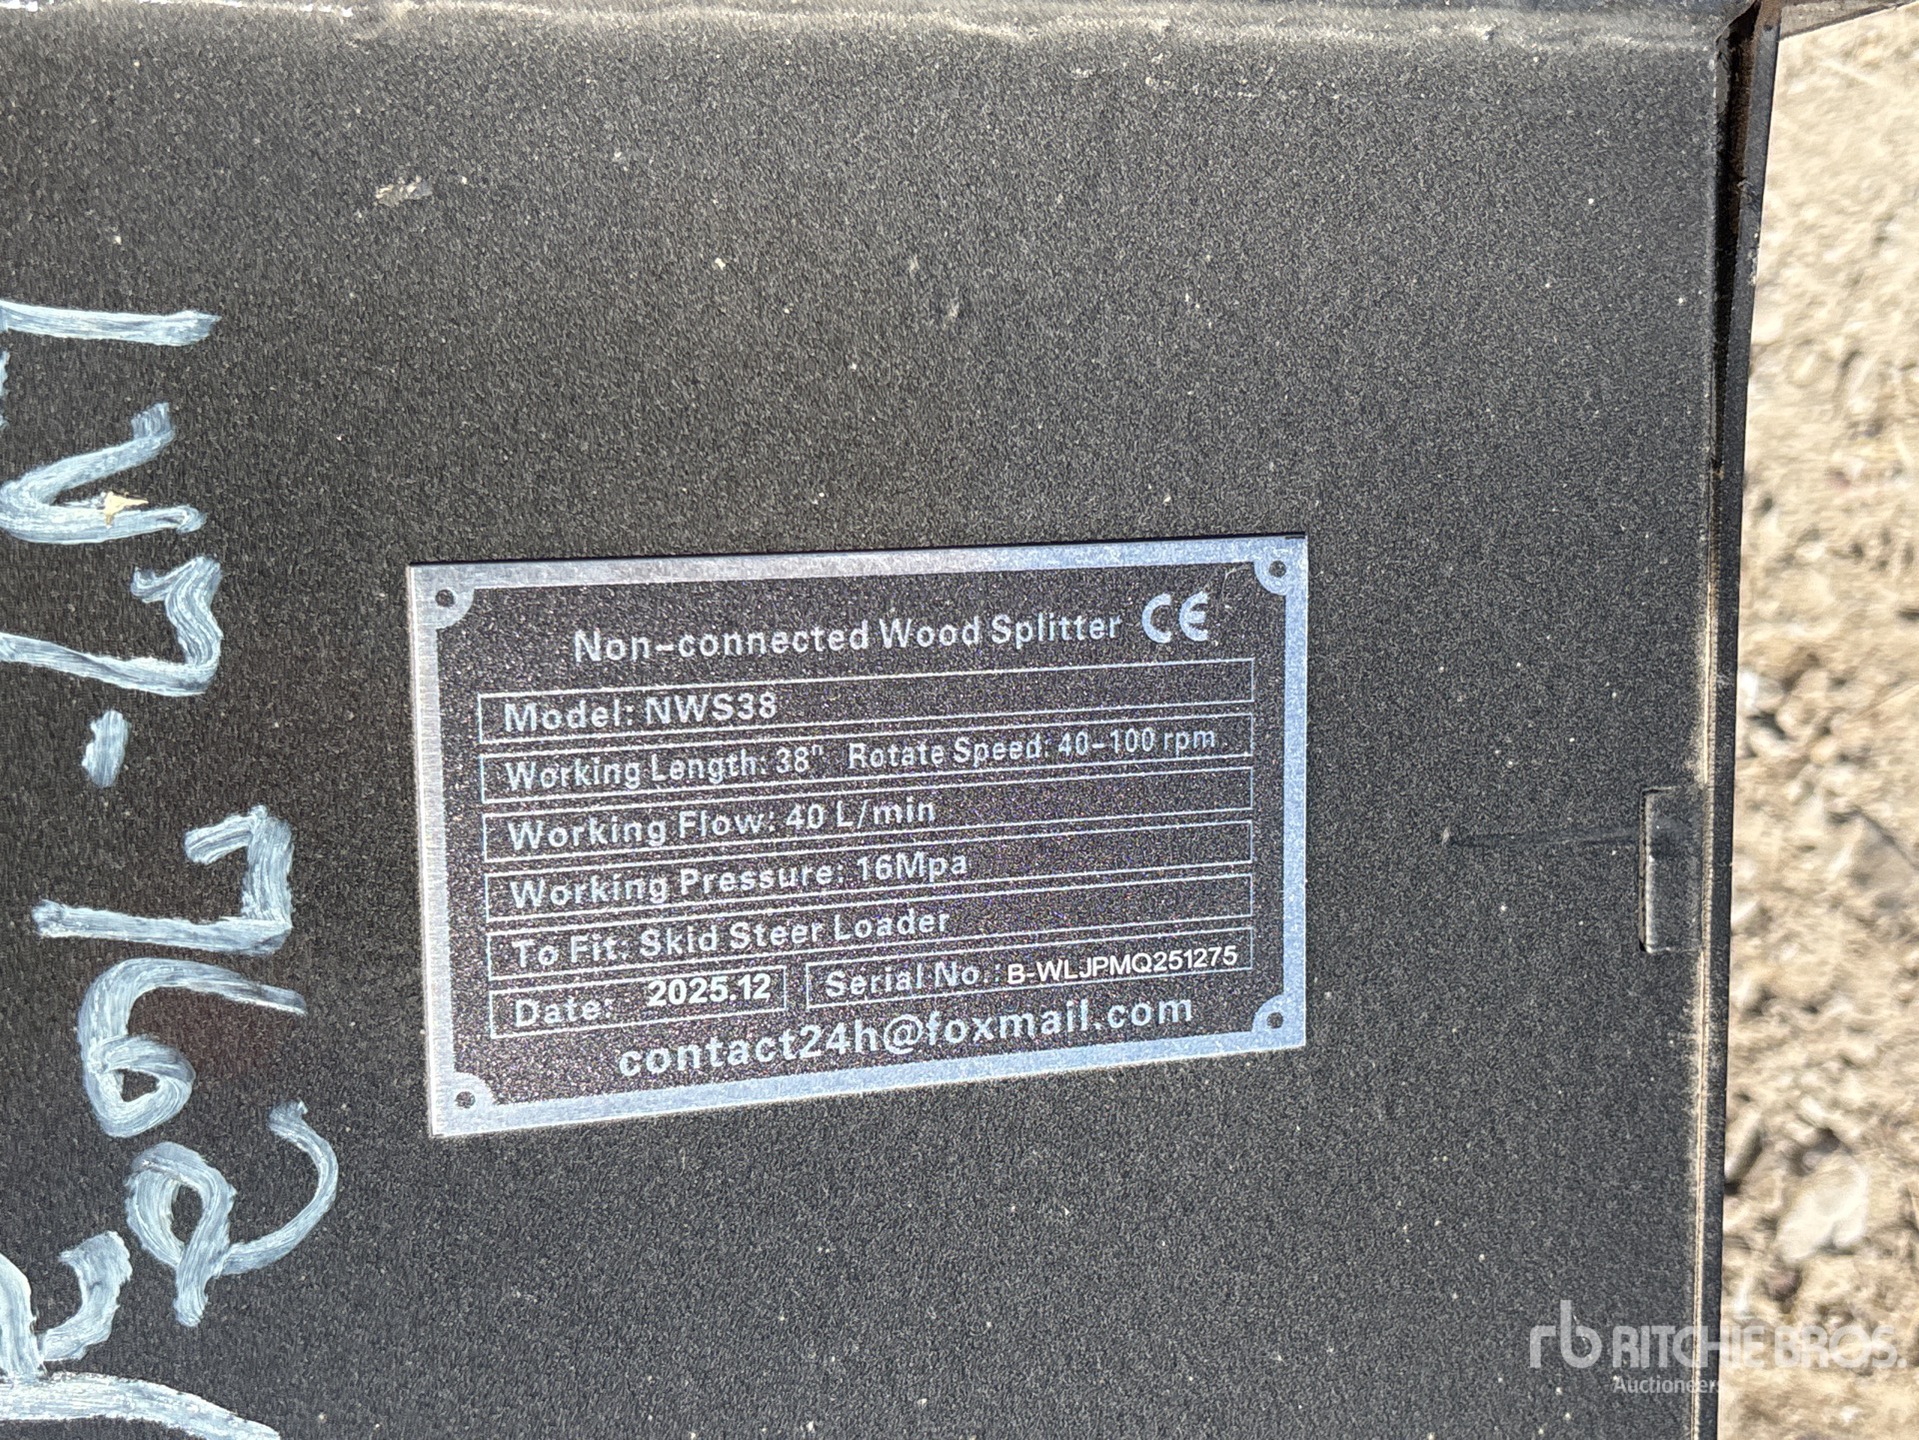 Non-connected Wood Splitter CE
Model: NWS38
Working Length: 38" Rotate Speed: 40-100 rpm
Working Flow: 40 L/min
Working Pressure: 16Mpa
To Fit: Skid Steer Loader
Date: 2025.12 Serial No.: B-WLJPMQ251275
contact24h@foxmail.com
rb RITCHIE BROS.
Auctioneers